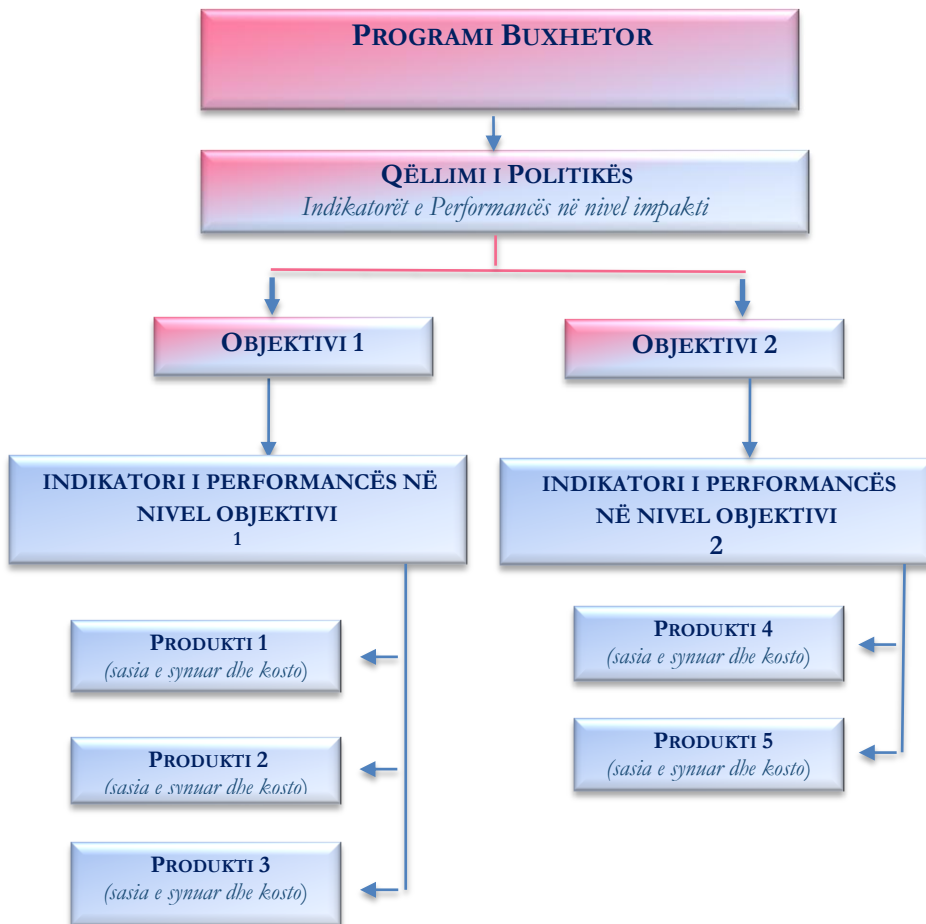 PROGRAMI BUXHETOR
QËLLIMI I POLITIKËS
Indikatorët e Performancës në nivel impakti
OBJEKTIVI 1
OBJEKTIVI 2
INDIKATORI I PERFORMANCËS NË
NIVEL OBJEKTIVI
1
INDIKATORI I PERFORMANCËS
NË NIVEL OBJEKTIVI
2
PRODUKTI 1
(sasia e synuar dhe kosto)
PRODUKTI 2
(sasia e synuar dhe kosto)
PRODUKTI 3
(sasia e synuar dhe kosto)
PRODUKTI 4
(sasia e synuar dhe kosto)
PRODUKTI 5
(sasia e synuar dhe kosto)